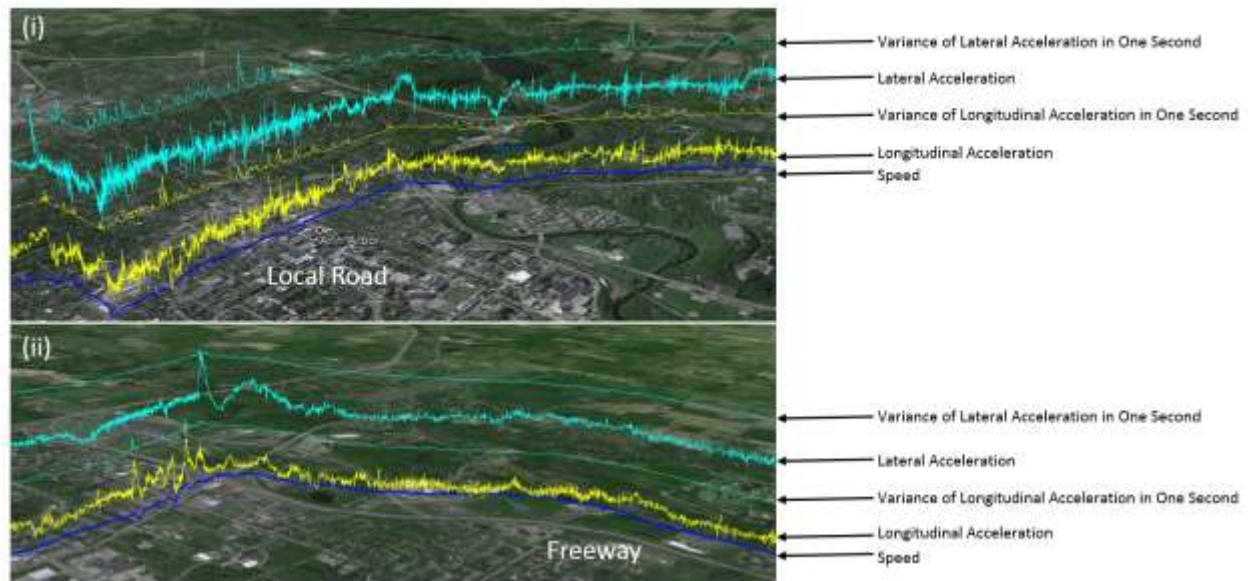 (i)
Variance of Lateral Acceleration in One Second
Lateral Acceleration
Variance of Longitudinal Acceleration in One Second
Longitudinal Acceleration
Speed
Local Road
(ii)
Variance of Lateral Acceleration in One Second
Lateral Acceleration
Variance of Longitudinal Acceleration in One Second
Longitudinal Acceleration
Speed
Freeway